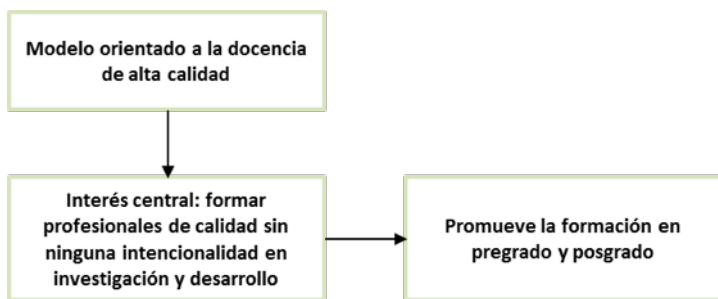 Modelo orientado a la docencia
de alta calidad
Interés central: formar
profesionales de calidad sin
ninguna intencionalidad en
investigación y desarrollo
Promueve la formación en
pregrado y posgrado